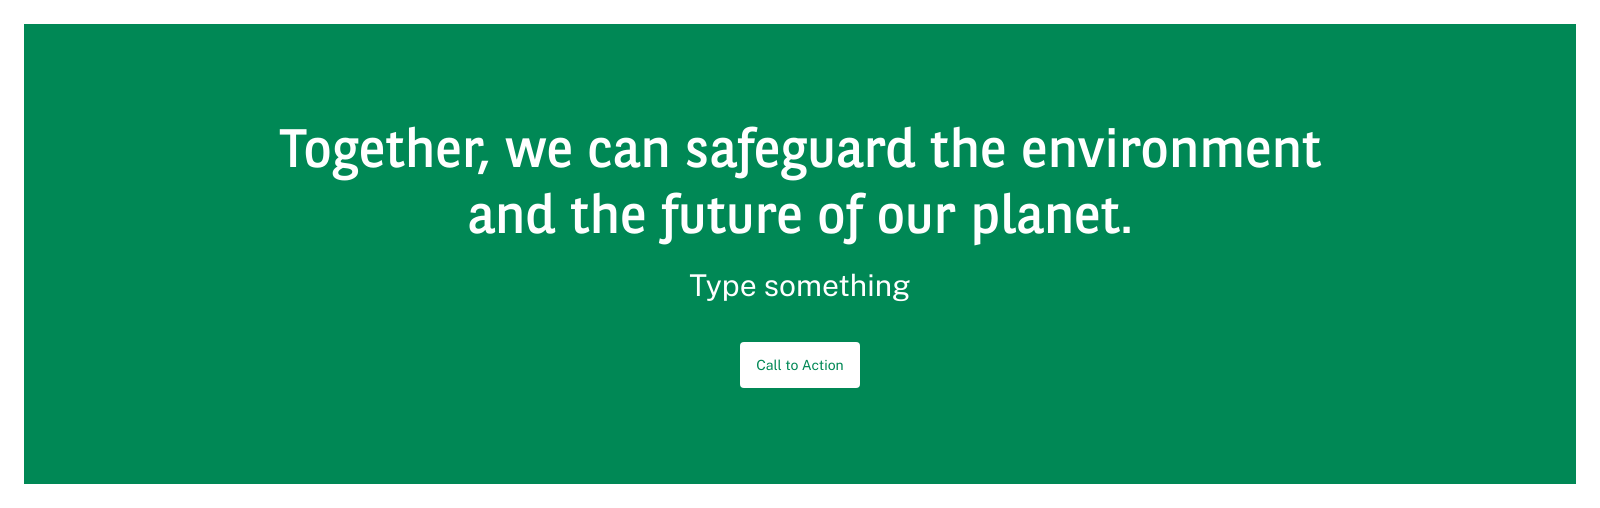 Together, we can safeguard the environment
and the future of our planet.
Type something
Call to Action